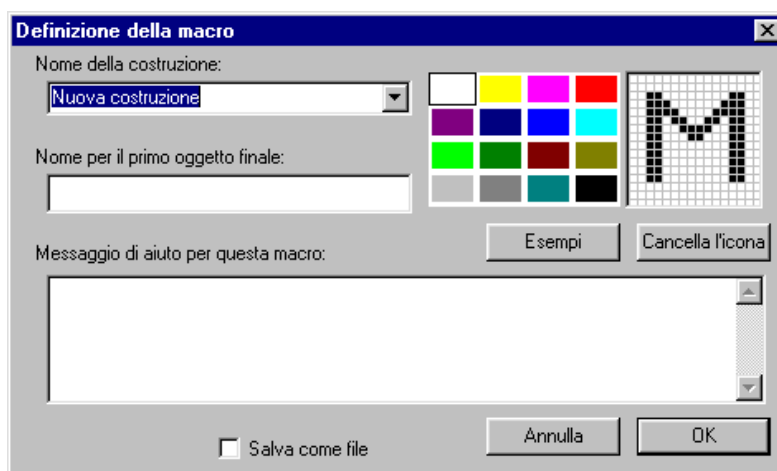 Definizione della macro
Nome della costruzione:
Nuova costruzione
Nome per il primo oggetto finale:
M
Esempi
Cancella l'icona
Messaggio di aiuto per questa macro:
Salva come file
Annulla
OK